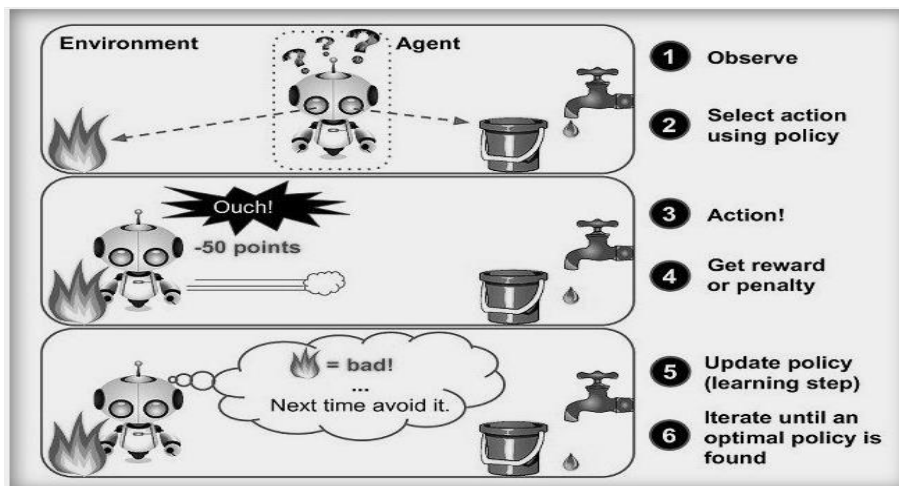 Environment
Agent
? ? ?
1 Observe
2 Select action
using policy
Ouch!
-50 points
3 Action!
4 Get reward
or penalty
= bad!
...
Next time avoid it.
5 Update policy
(learning step)
6 Iterate until an
optimal policy is
found